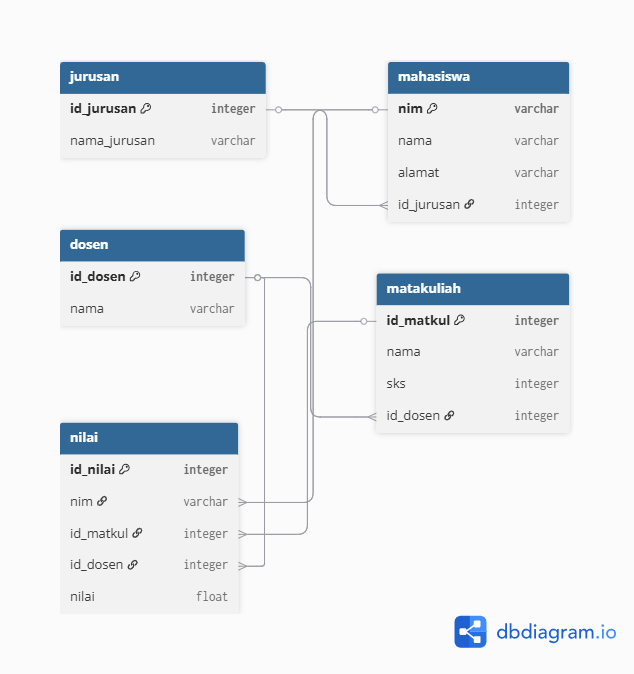 jurusan
id_jurusan integer
nama_jurusan varchar
mahasiswa
nim varchar
nama varchar
alamat varchar
id_jurusan integer
dosen
id_dosen integer
nama varchar
matakuliah
id_matkul integer
nama varchar
sks integer
id_dosen integer
nilai
id_nilai integer
nim varchar
id_matkul integer
id_dosen integer
nilai float
dbdiagram.io